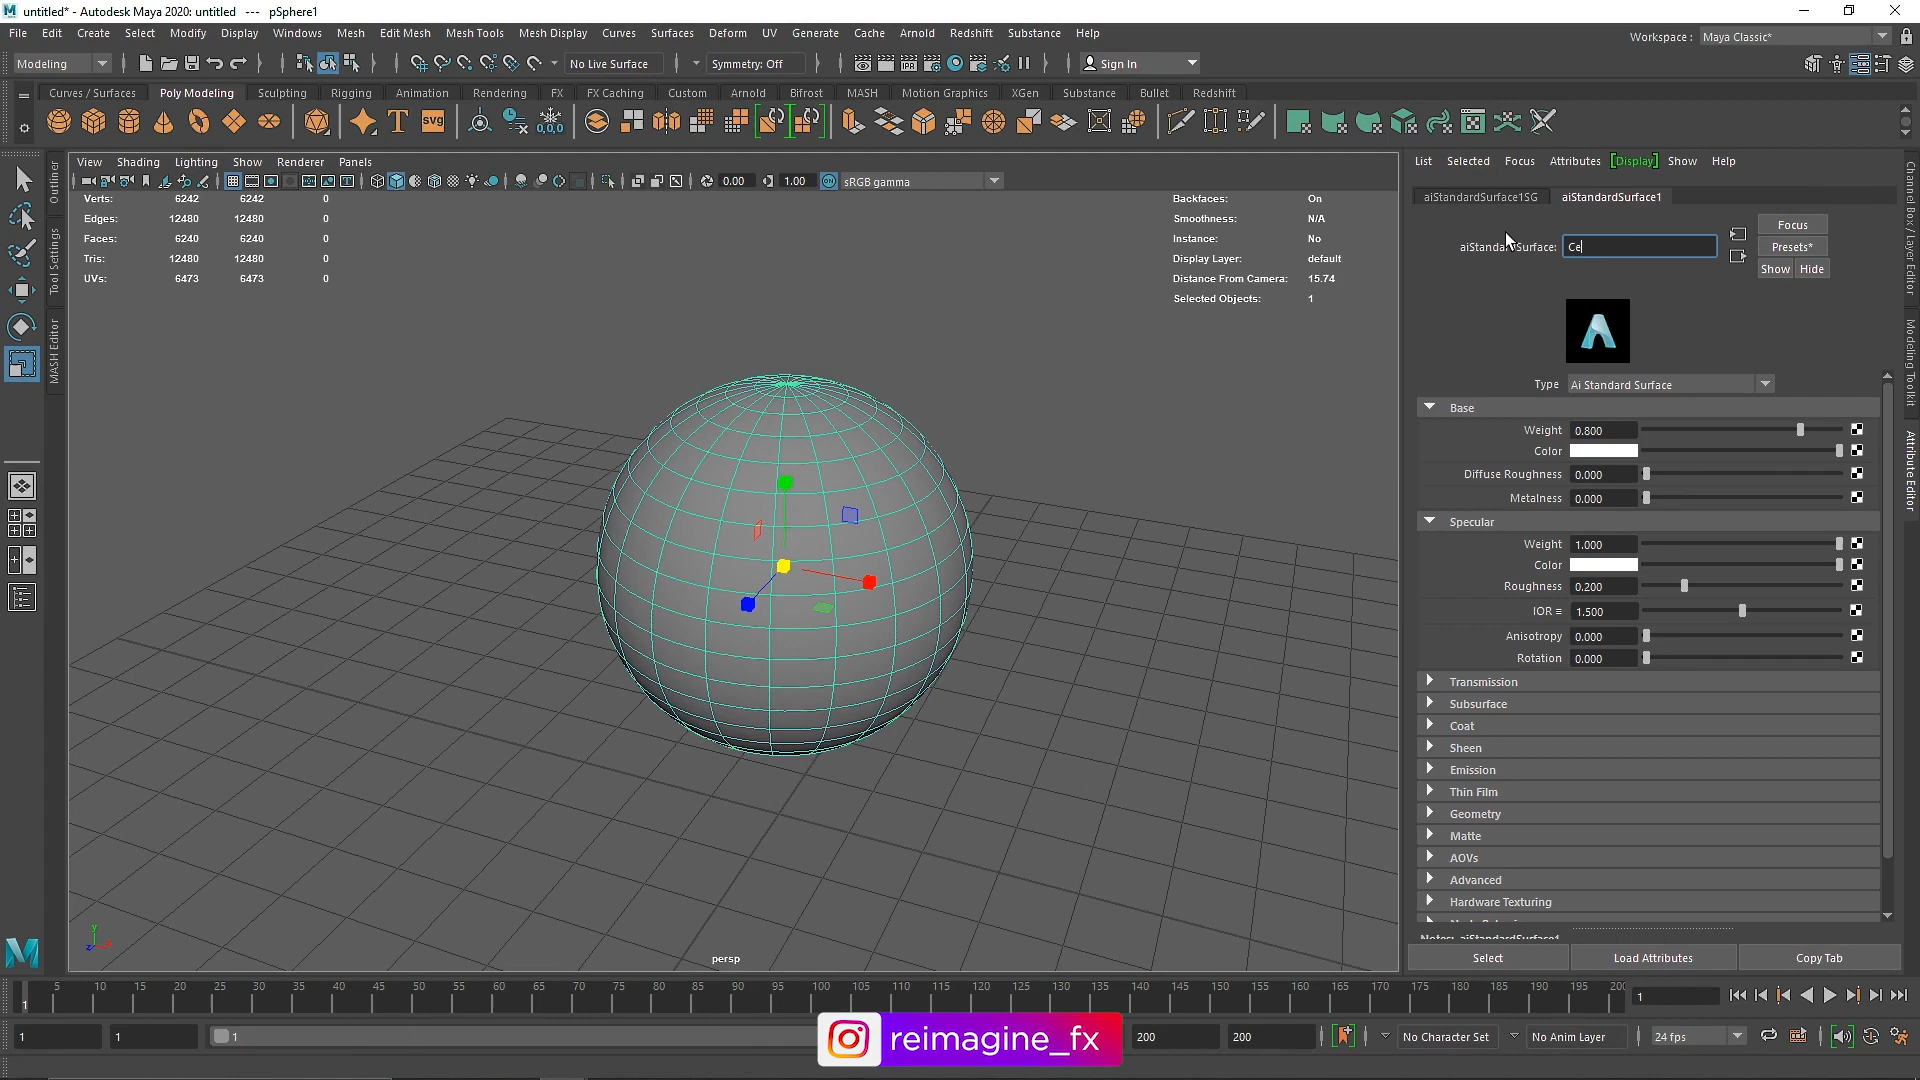 untitled* - Autodesk Maya 2020: untitled --- pSphere1
File Edit Create Select Modify Display Windows Mesh Edit Mesh Mesh Tools Mesh Display Curves Surfaces Deform UV Generate Cache Arnold Redshift Substance Help
Workspace : Maya Classic*
Modeling No Live Surface Symmetry: Off Sign In
Curves / Surfaces Poly Modeling Sculpting Rigging Animation Rendering FX FX Caching Custom Arnold Bifrost MASH Motion Graphics XGen Substance Bullet Redshift
svg 0,0,0
View Shading Lighting Show Renderer Panels
0.00 1.00 ON sRGB gamma
Verts: 6242 6242 0
Edges: 12480 12480 0
Faces: 6240 6240 0
Tris: 12480 12480 0
UVs: 6473 6473 0
Backfaces: On
Smoothness: N/A
Instance: No
Display Layer: default
Distance From Camera: 15.74
Selected Objects: 1
Outliner
Tool Settings
MASH Editor
persp
List Selected Focus Attributes [Display] Show Help
aiStandardSurface1SG aiStandardSurface1
Focus
Presets*
Show Hide
Ce
Type Ai Standard Surface
Base
Weight 0.800
Color
Diffuse Roughness 0.000
Metalness 0.000
Specular
Weight 1.000
Color
Roughness 0.200
IOR 1.500
Anisotropy 0.000
Rotation 0.000
Transmission
Subsurface
Coat
Sheen
Emission
Thin Film
Geometry
Matte
AOVs
Advanced
Hardware Texturing
Select Load Attributes Copy Tab
Channel Box / Layer Editor
Modeling Toolkit
Attribute Editor
5 10 15 20 25 30 35 40 45 50 55 60 65 70 75 80 85 90 95 100 105 110 115 120 125 130 135 140 145 150 155 160 165 170 175 180 185 190 195
1 1
1 1 1 200 200 No Character Set No Anim Layer 24 fps
reimagine_fx